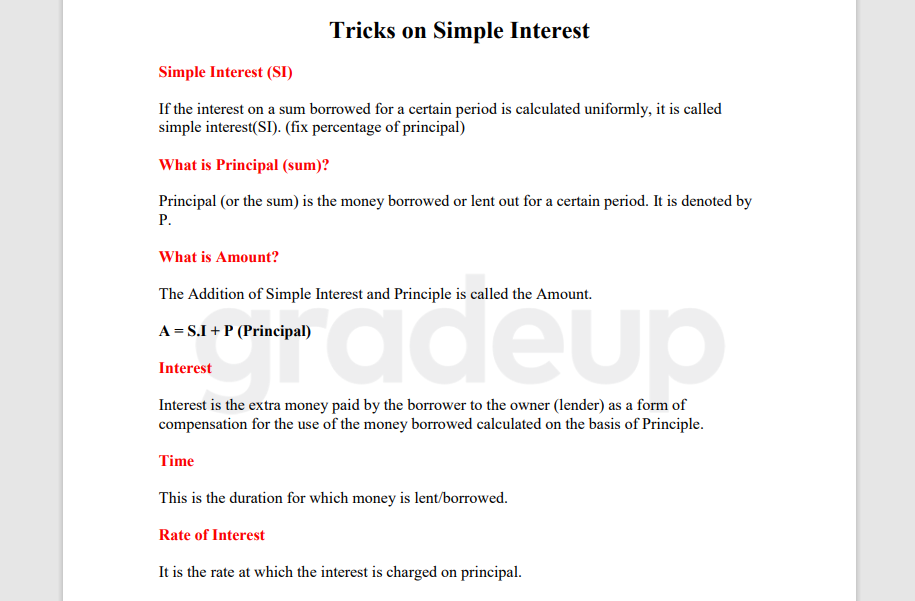 Tricks on Simple Interest
Simple Interest (SI)
If the interest on a sum borrowed for a certain period is calculated uniformly, it is called
simple interest(SI). (fix percentage of principal)
What is Principal (sum)?
Principal (or the sum) is the money borrowed or lent out for a certain period. It is denoted by
P.
What is Amount?
The Addition of Simple Interest and Principle is called the Amount.
A = S.I + P (Principal)
gradeup
Interest
Interest is the extra money paid by the borrower to the owner (lender) as a form of
compensation for the use of the money borrowed calculated on the basis of Principle.
Time
This is the duration for which money is lent/borrowed.
Rate of Interest
It is the rate at which the interest is charged on principal.